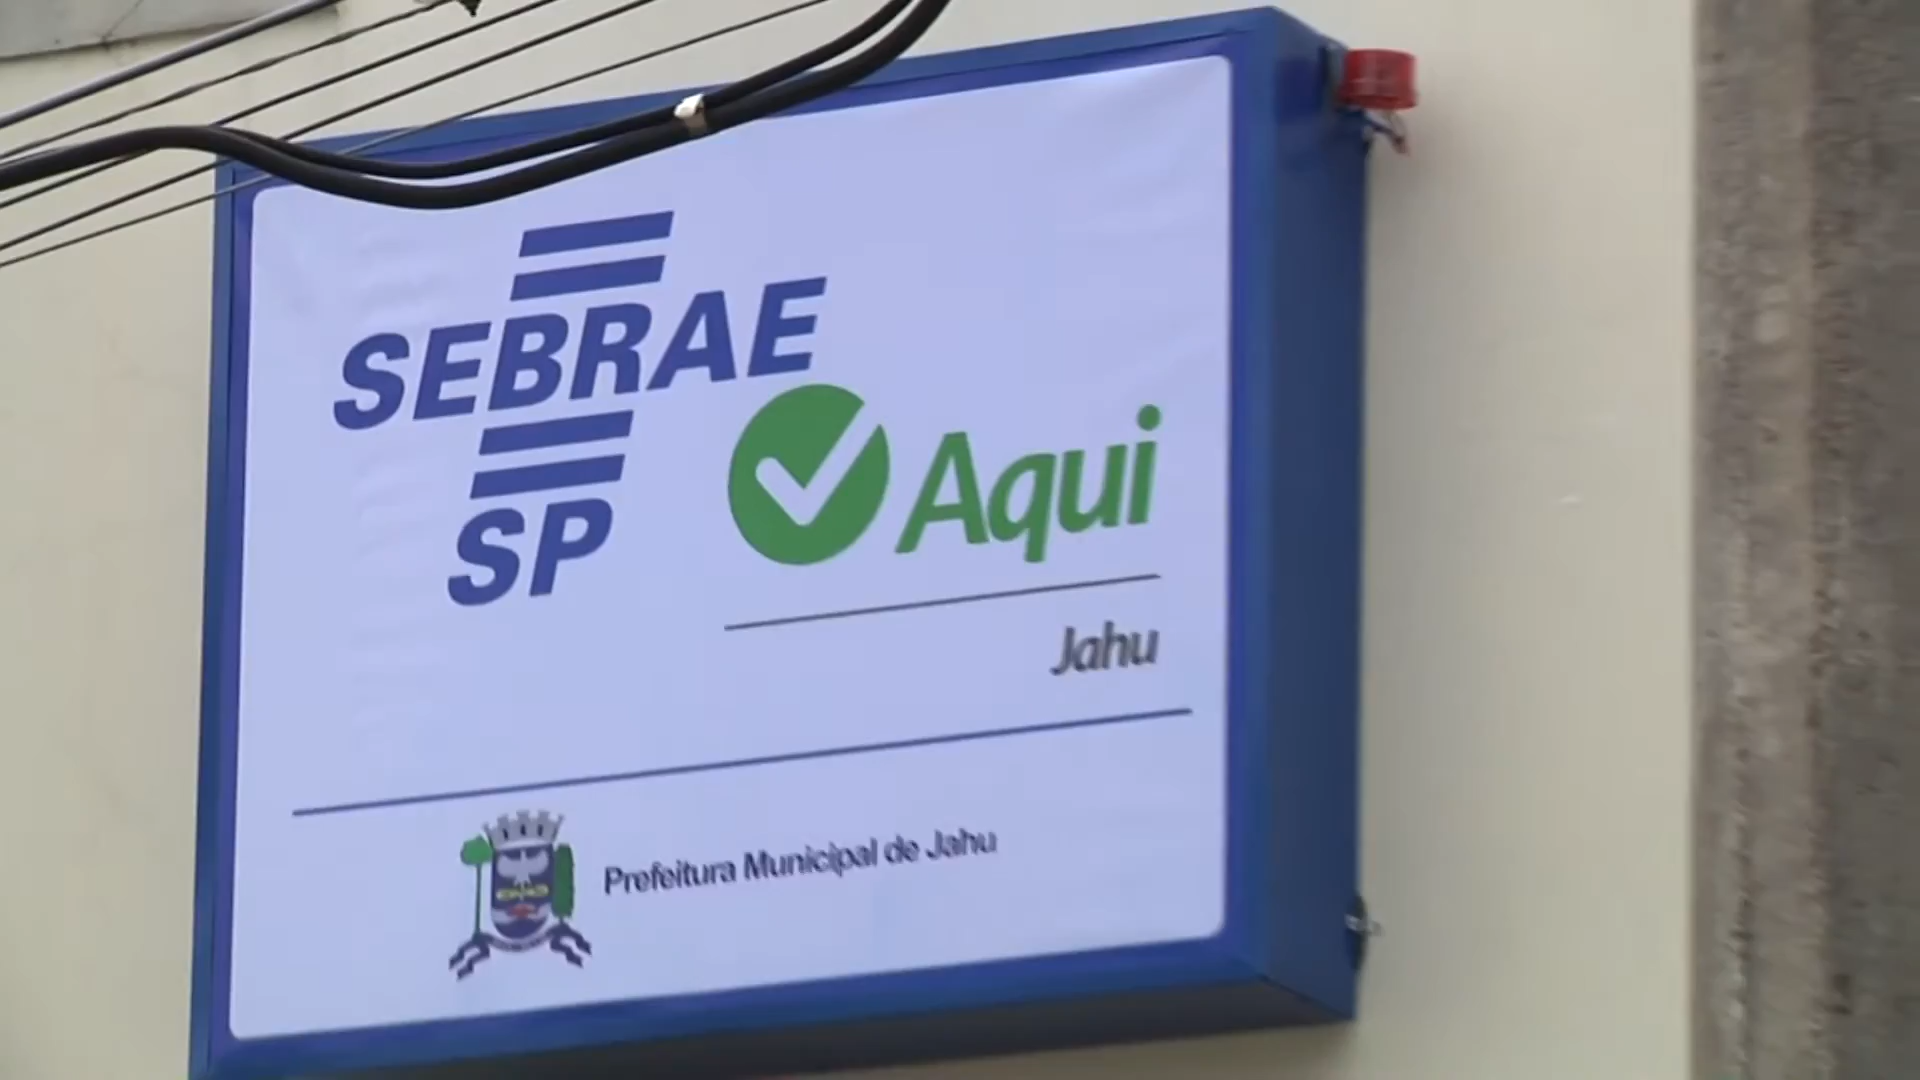 SEBRAE
SP
Aqui
Jahu
Prefeitura Municipal de Jahu